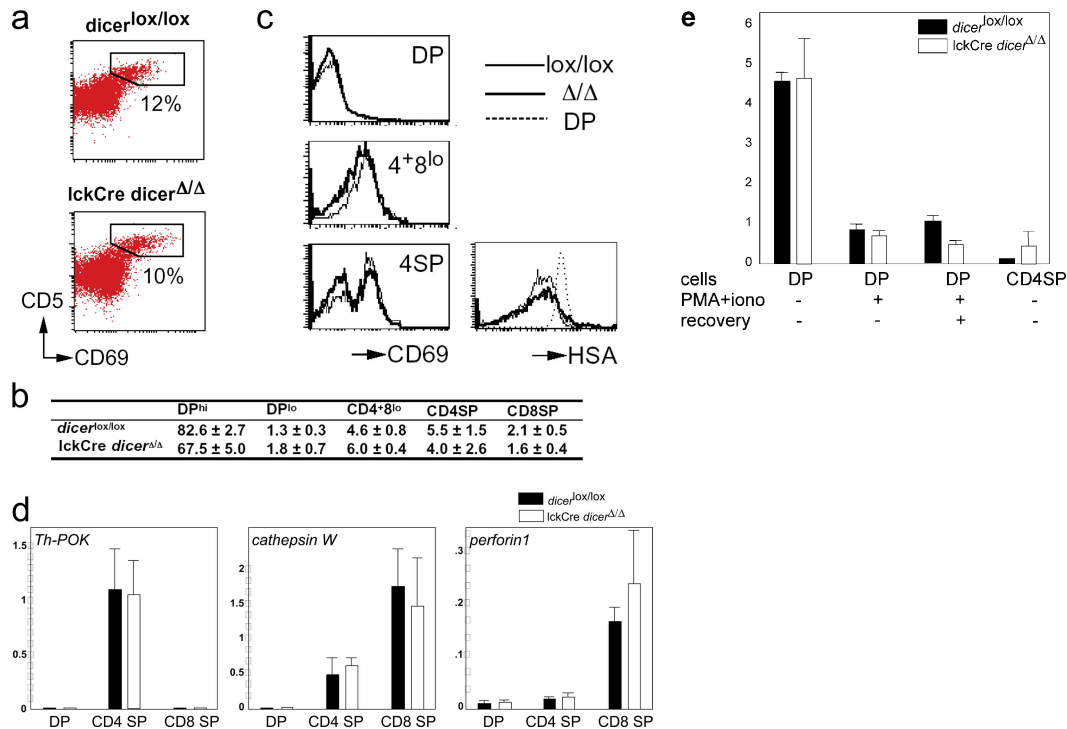 a
dicer lox/lox
12%
lckCre dicer Δ/Δ
10%
CD5
CD69
c
DP
4+8lo
4SP
CD69
HSA
lox/lox
Δ/Δ
DP
b
DPhi DPlo CD4+8lo CD4SP CD8SP
dicer lox/lox 82.6 ± 2.7 1.3 ± 0.3 4.6 ± 0.8 5.5 ± 1.5 2.1 ± 0.5
lckCre dicer Δ/Δ 67.5 ± 5.0 1.8 ± 0.7 6.0 ± 0.4 4.0 ± 2.6 1.6 ± 0.4
d
dicer lox/lox
lckCre dicer Δ/Δ
Th-POK
1.5
1
0.5
0
DP CD4 SP CD8 SP
cathepsin W
2
1.5
1
0.5
0
DP CD4 SP CD8 SP
perforin1
.3
.2
.1
0
DP CD4 SP CD8 SP
e
dicer lox/lox
lckCre dicer Δ/Δ
6
5
4
3
2
1
0
cells DP DP DP CD4SP
PMA+iono - + + -
recovery - - + -